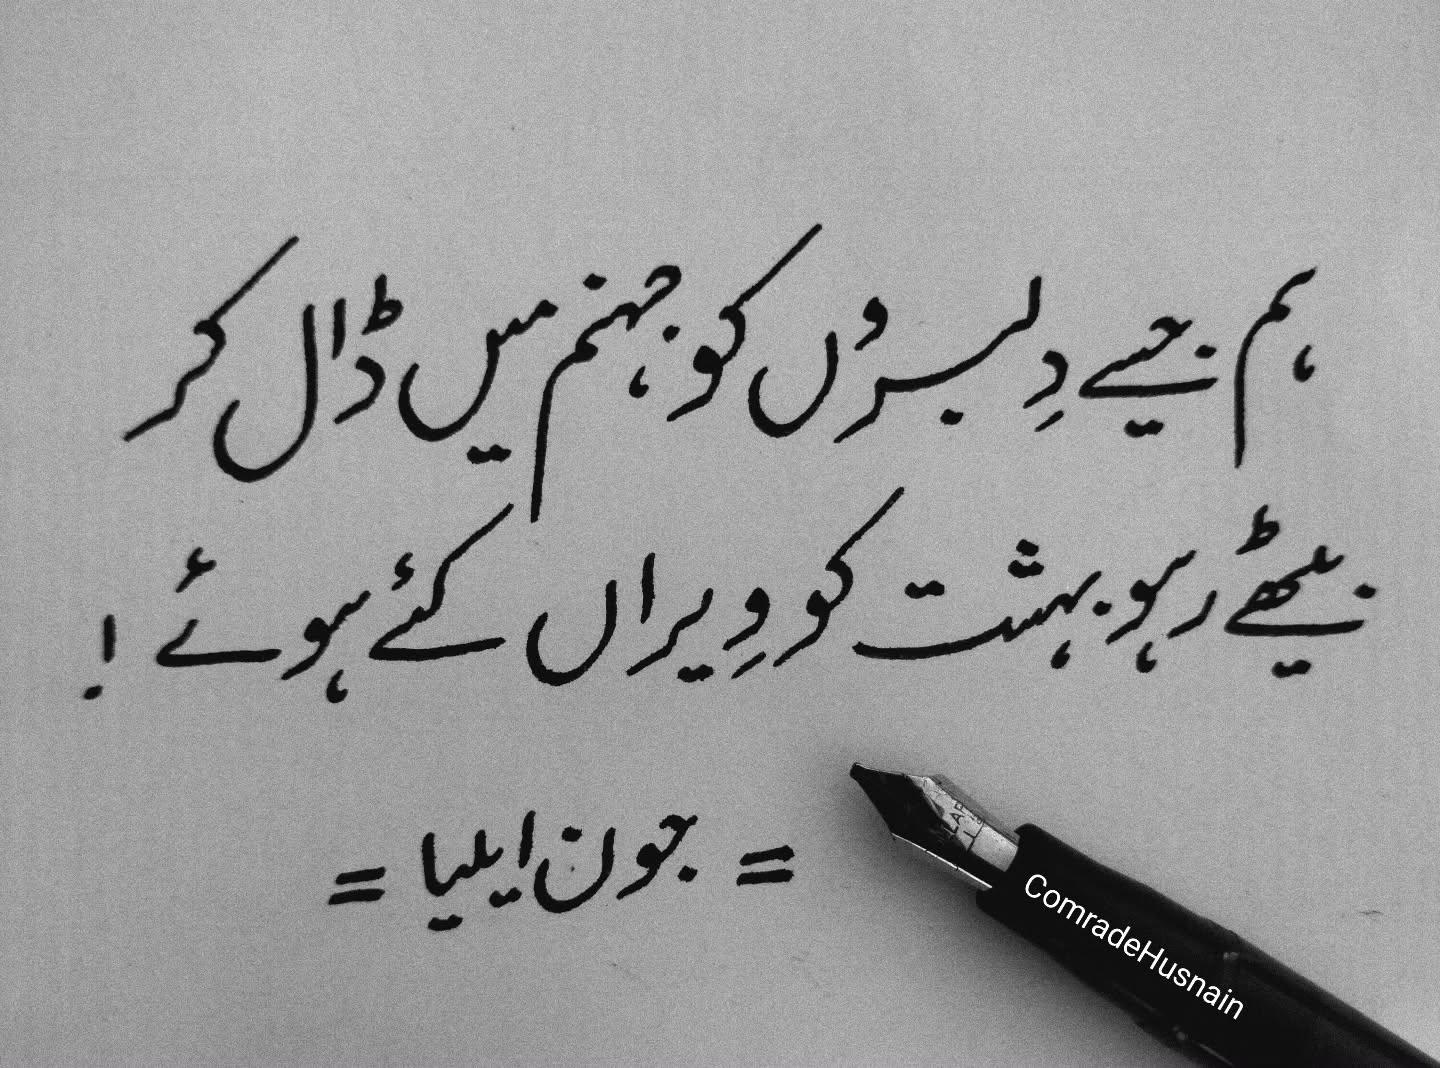 ہم جیسے دِلبروں کو جہنم میں ڈال کر
بیٹھے رہو بہشت کو وِیراں کئے ہوئے !
= جون ایلیا =
ComradeHusnain